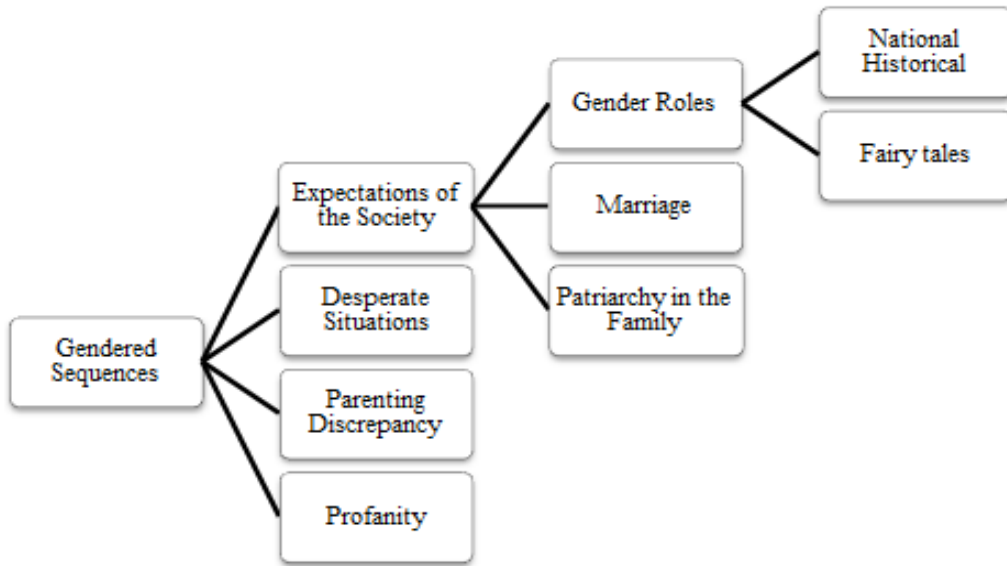 National
Historical
Gender Roles
Fairy tales
Expectations of
the Society
Marriage
Desperate
Situations
Patriarchy in the
Family
Gendered
Sequences
Parenting
Discrepancy
Profanity